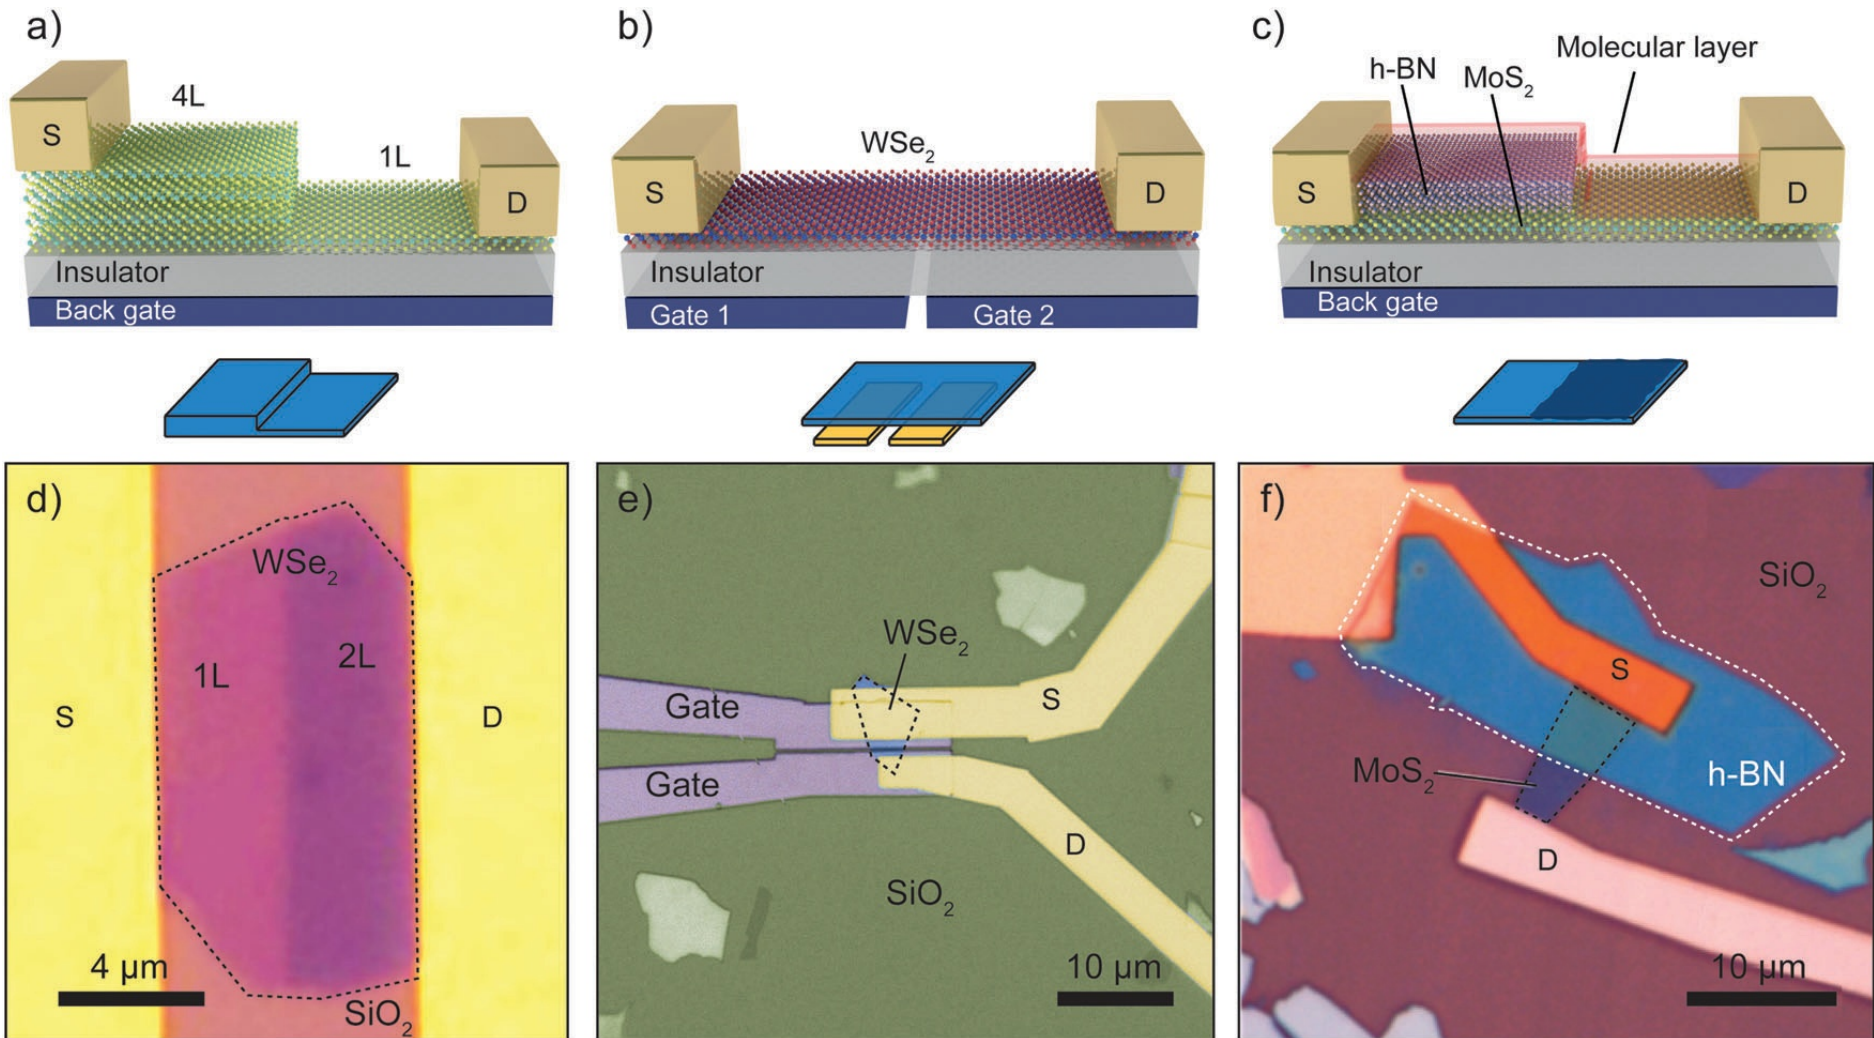 a)
4L
S
1L
D
Insulator
Back gate
b)
WSe₂
S
D
Insulator
Gate 1
Gate 2
c)
Molecular layer
h-BN
MoS₂
S
D
Insulator
Back gate
d)
WSe₂
1L
2L
S
D
4 μm
SiO₂
e)
WSe₂
Gate
S
Gate
D
SiO₂
10 μm
f)
SiO₂
S
MoS₂
h-BN
D
10 μm